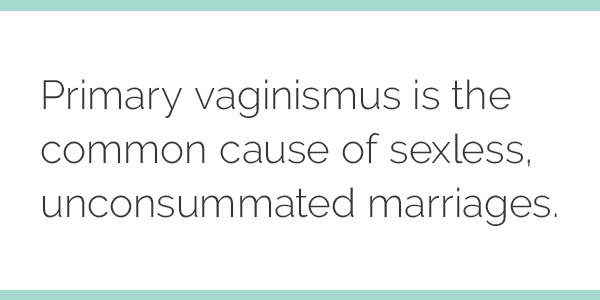 Primary vaginismus is the
common cause of sexless,
unconsummated marriages.